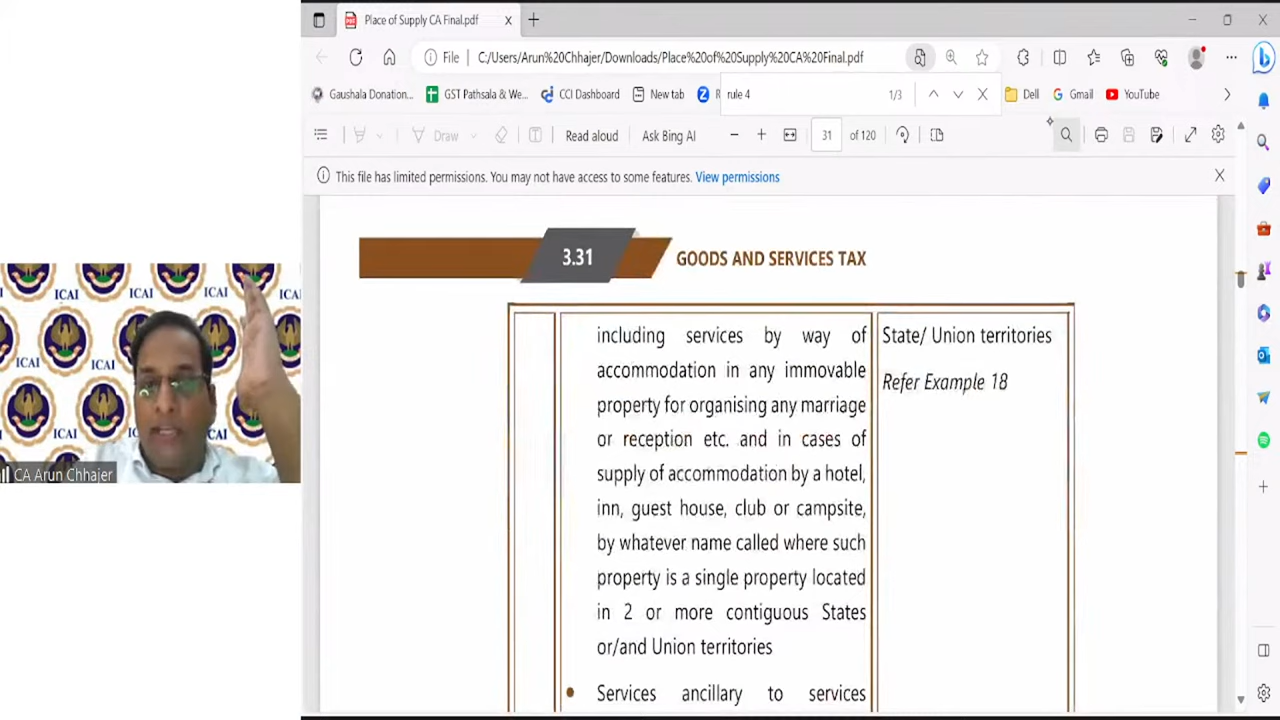 Place of Supply CA Final.pdf
File
C:/Users/Arun%20Chhajer/Downloads/Place%20of%20Supply%20CA%20Final.pdf
Gaushala Donation...
GST Pathsala & We...
CCI Dashboard
New tab
R
rule 4
1/3
Dell
Gmail
YouTube
Draw
Read aloud
Ask Bing AI
31
of 120
This file has limited permissions. You may not have access to some features. View permissions
3.31
GOODS AND SERVICES TAX
including services by way of
accommodation in any immovable
property for organising any marriage
or reception etc. and in cases of
supply of accommodation by a hotel,
inn, guest house, club or campsite,
by whatever name called where such
property is a single property located
in 2 or more contiguous States
or/and Union territories
• Services ancillary to services
State/ Union territories
Refer Example 18
ICAI
ICAI
ICAI
ICAI
ICAI
ICAI
CA Arun Chhajer